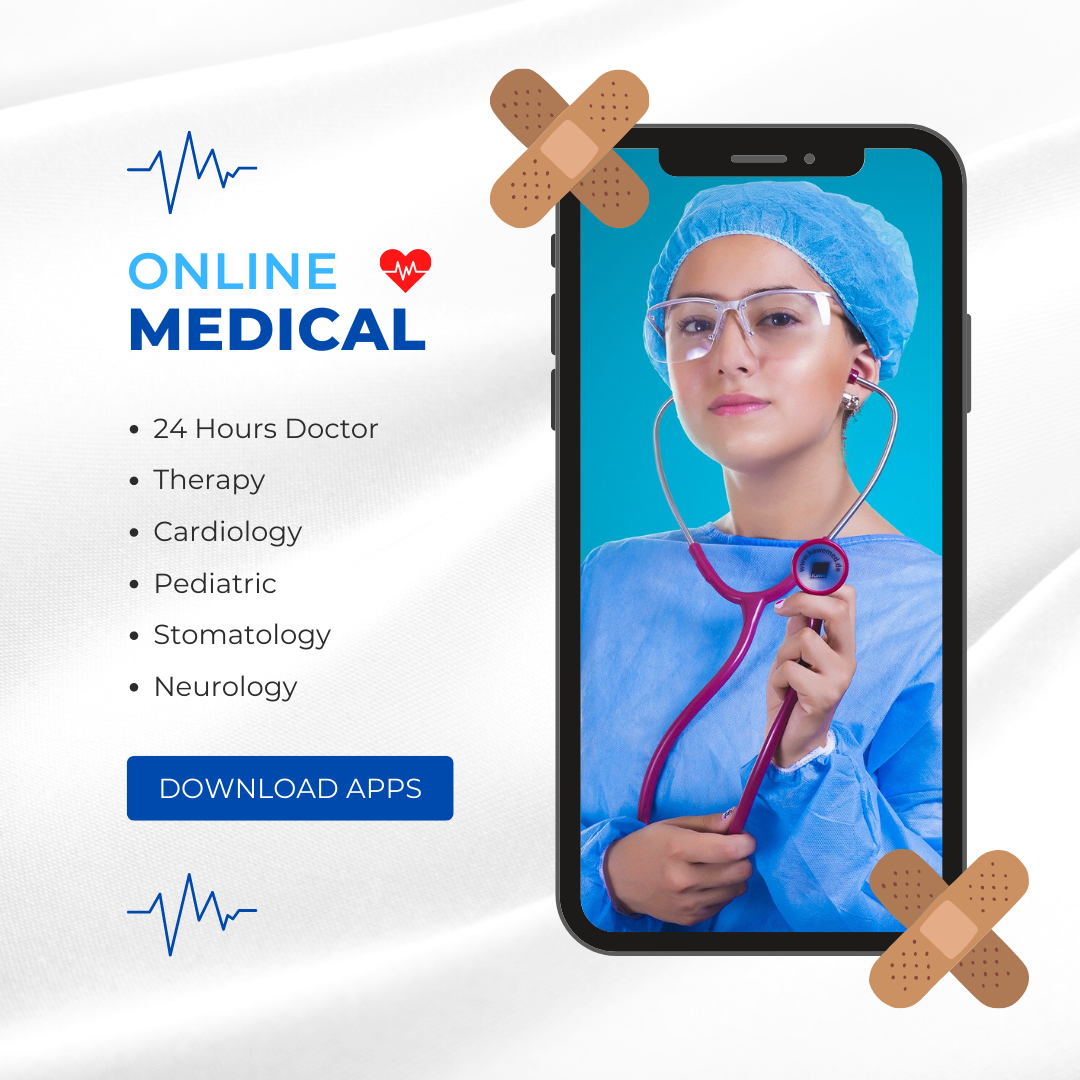 ONLINE
MEDICAL
24 Hours Doctor
Therapy
Cardiology
Pediatric
Stomatology
Neurology
DOWNLOAD APPS